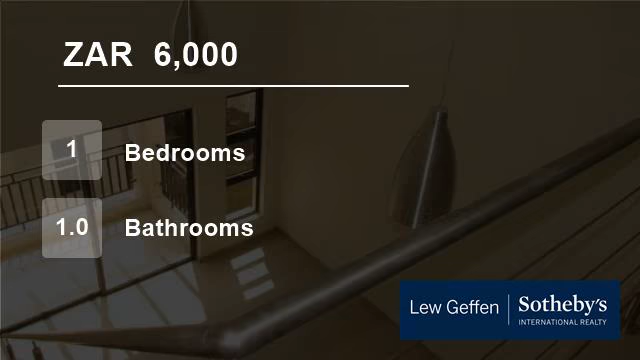 ZAR 6,000
1 Bedrooms
1.0 Bathrooms
Lew Geffen Sotheby's
INTERNATIONAL REALTY